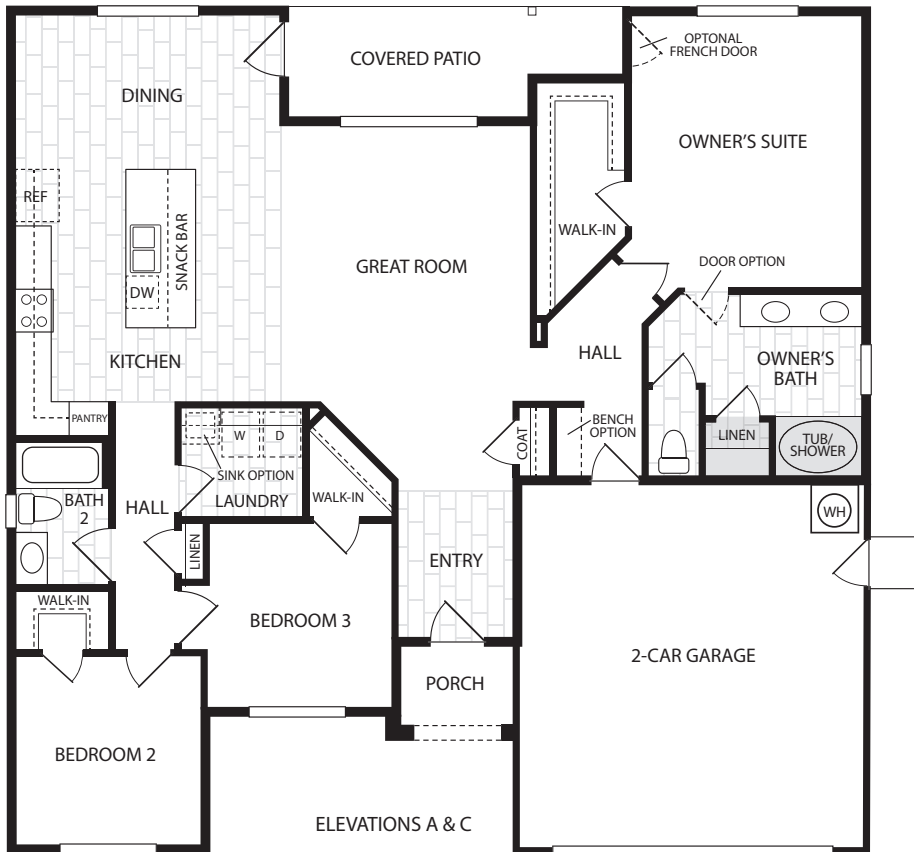 COVERED PATIO
OPTIONAL
FRENCH DOOR
DINING
OWNER'S SUITE
REF
SNACK BAR
WALK-IN
GREAT ROOM
DOOR OPTION
DW
KITCHEN
HALL
OWNER'S
BATH
PANTRY
W
D
COAT
BENCH
OPTION
LINEN
TUB/
SHOWER
SINK OPTION
LAUNDRY
WALK-IN
BATH
2
HALL
WH
LINEN
ENTRY
WALK-IN
BEDROOM 3
2-CAR GARAGE
PORCH
BEDROOM 2
ELEVATIONS A & C